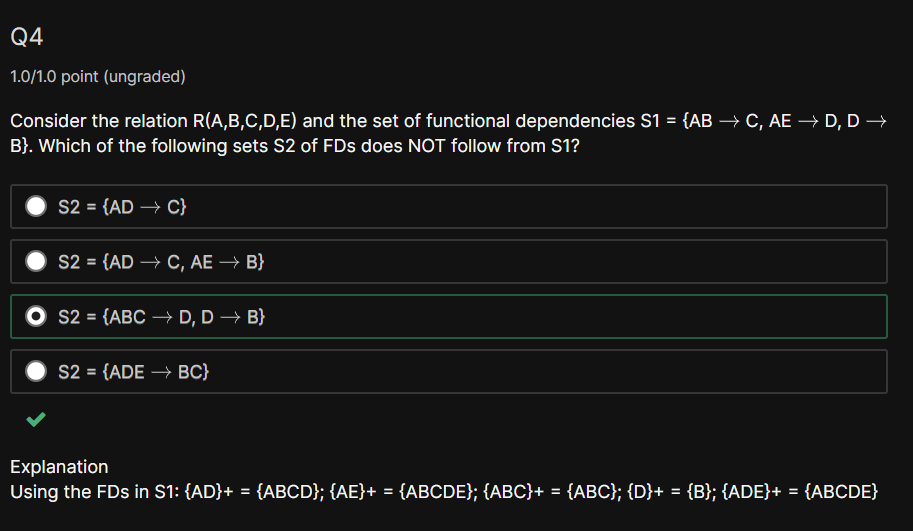 Q4
1.0/1.0 point (ungraded)
Consider the relation R(A,B,C,D,E) and the set of functional dependencies S1 = {AB → C, AE → D, D →
B}. Which of the following sets S2 of FDs does NOT follow from S1?
S2 = {AD → C}
S2 = {AD → C, AE → B}
S2 = {ABC → D, D → B}
S2 = {ADE → BC}
Explanation
Using the FDs in S1: {AD}+ = {ABCD}; {AE}+ = {ABCDE}; {ABC}+ = {ABC}; {D}+ = {B}; {ADE}+ = {ABCDE}